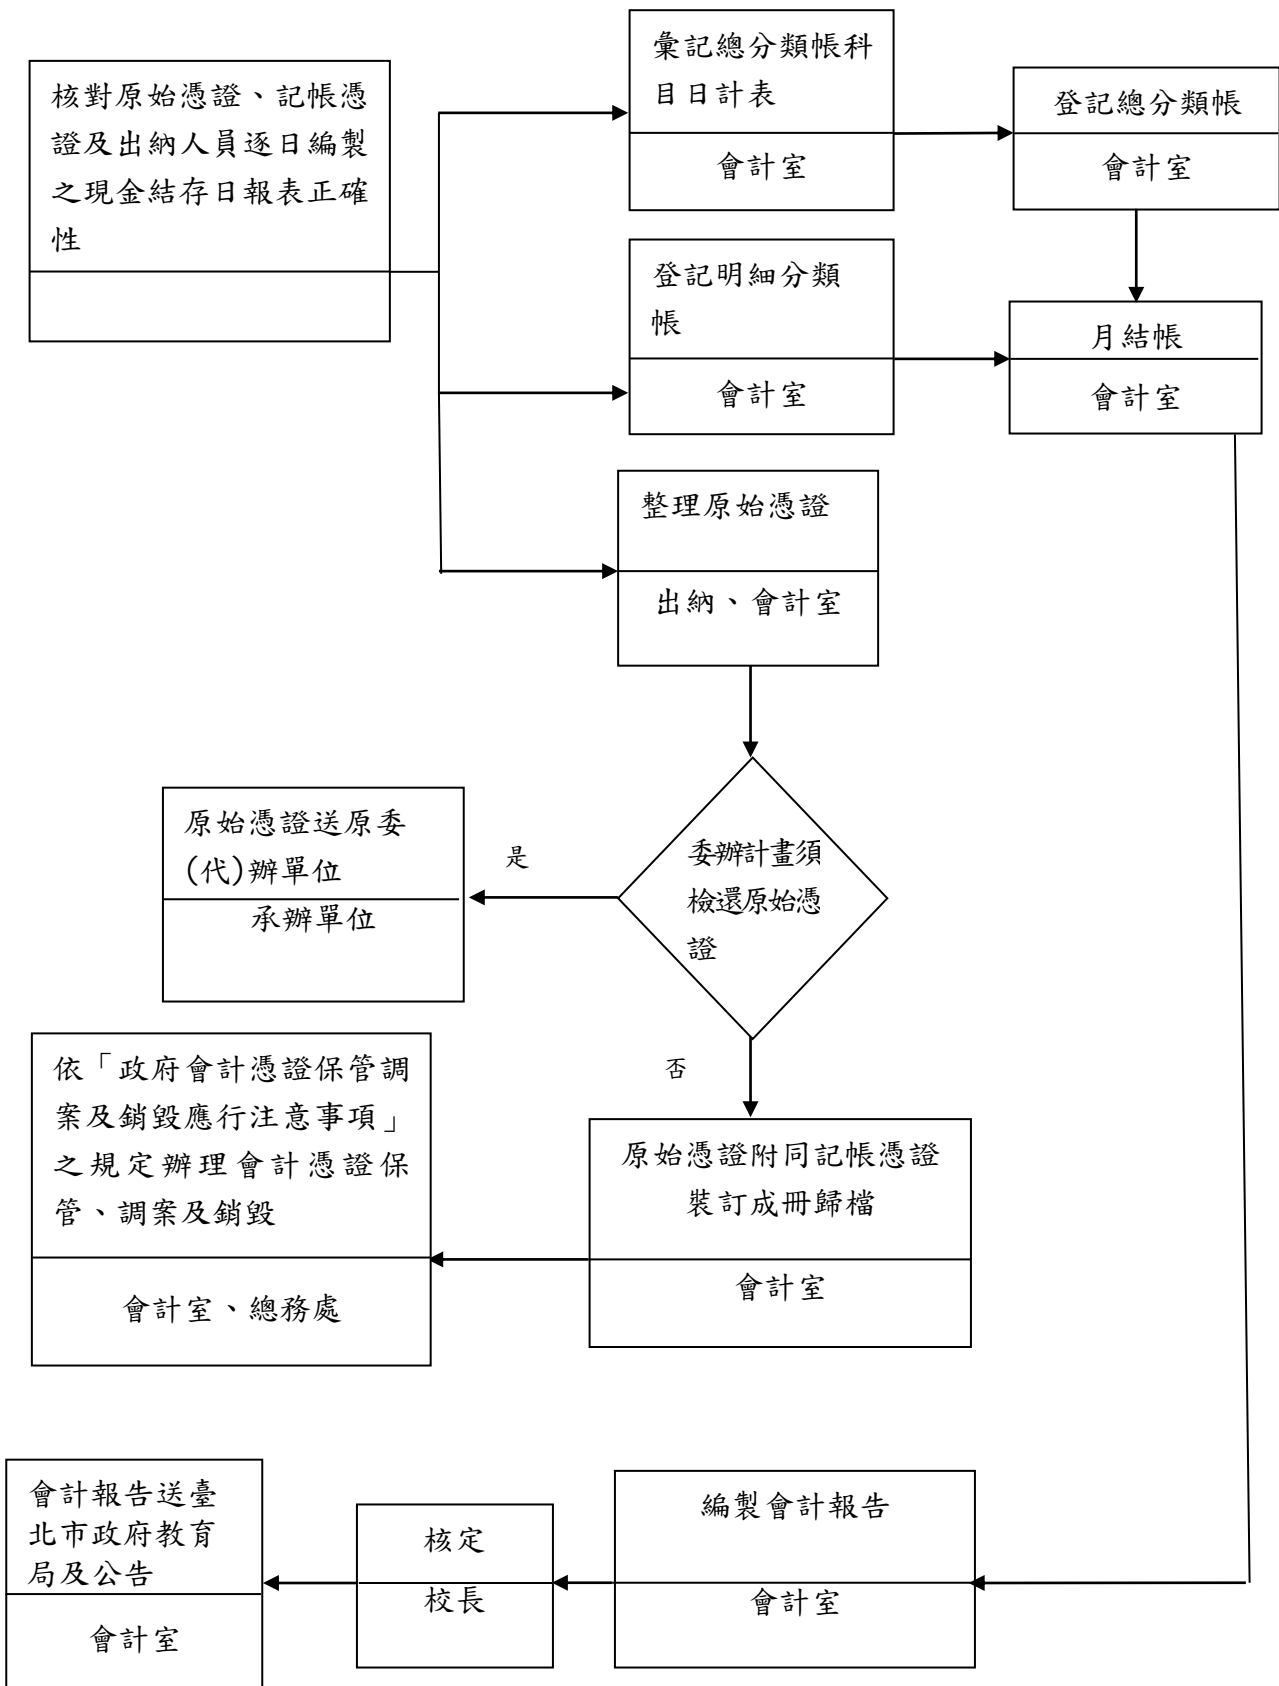 核對原始憑證、記帳憑
證及出納人員逐日編製
之現金結存日報表正確
性
彙記總分類帳科
目日計表
會計室
登記總分類帳
會計室
登記明細分類
帳
會計室
月結帳
會計室
整理原始憑證
出納、會計室
委辦計畫須
檢還原始憑
證
是
原始憑證送原委
(代)辦單位
承辦單位
否
原始憑證附同記帳憑證
裝訂成冊歸檔
會計室
依「政府會計憑證保管調
案及銷毀應行注意事項」
之規定辦理會計憑證保
管、調案及銷毀
會計室、總務處
編製會計報告
會計室
核定
校長
會計報告送臺
北市政府教育
局及公告
會計室